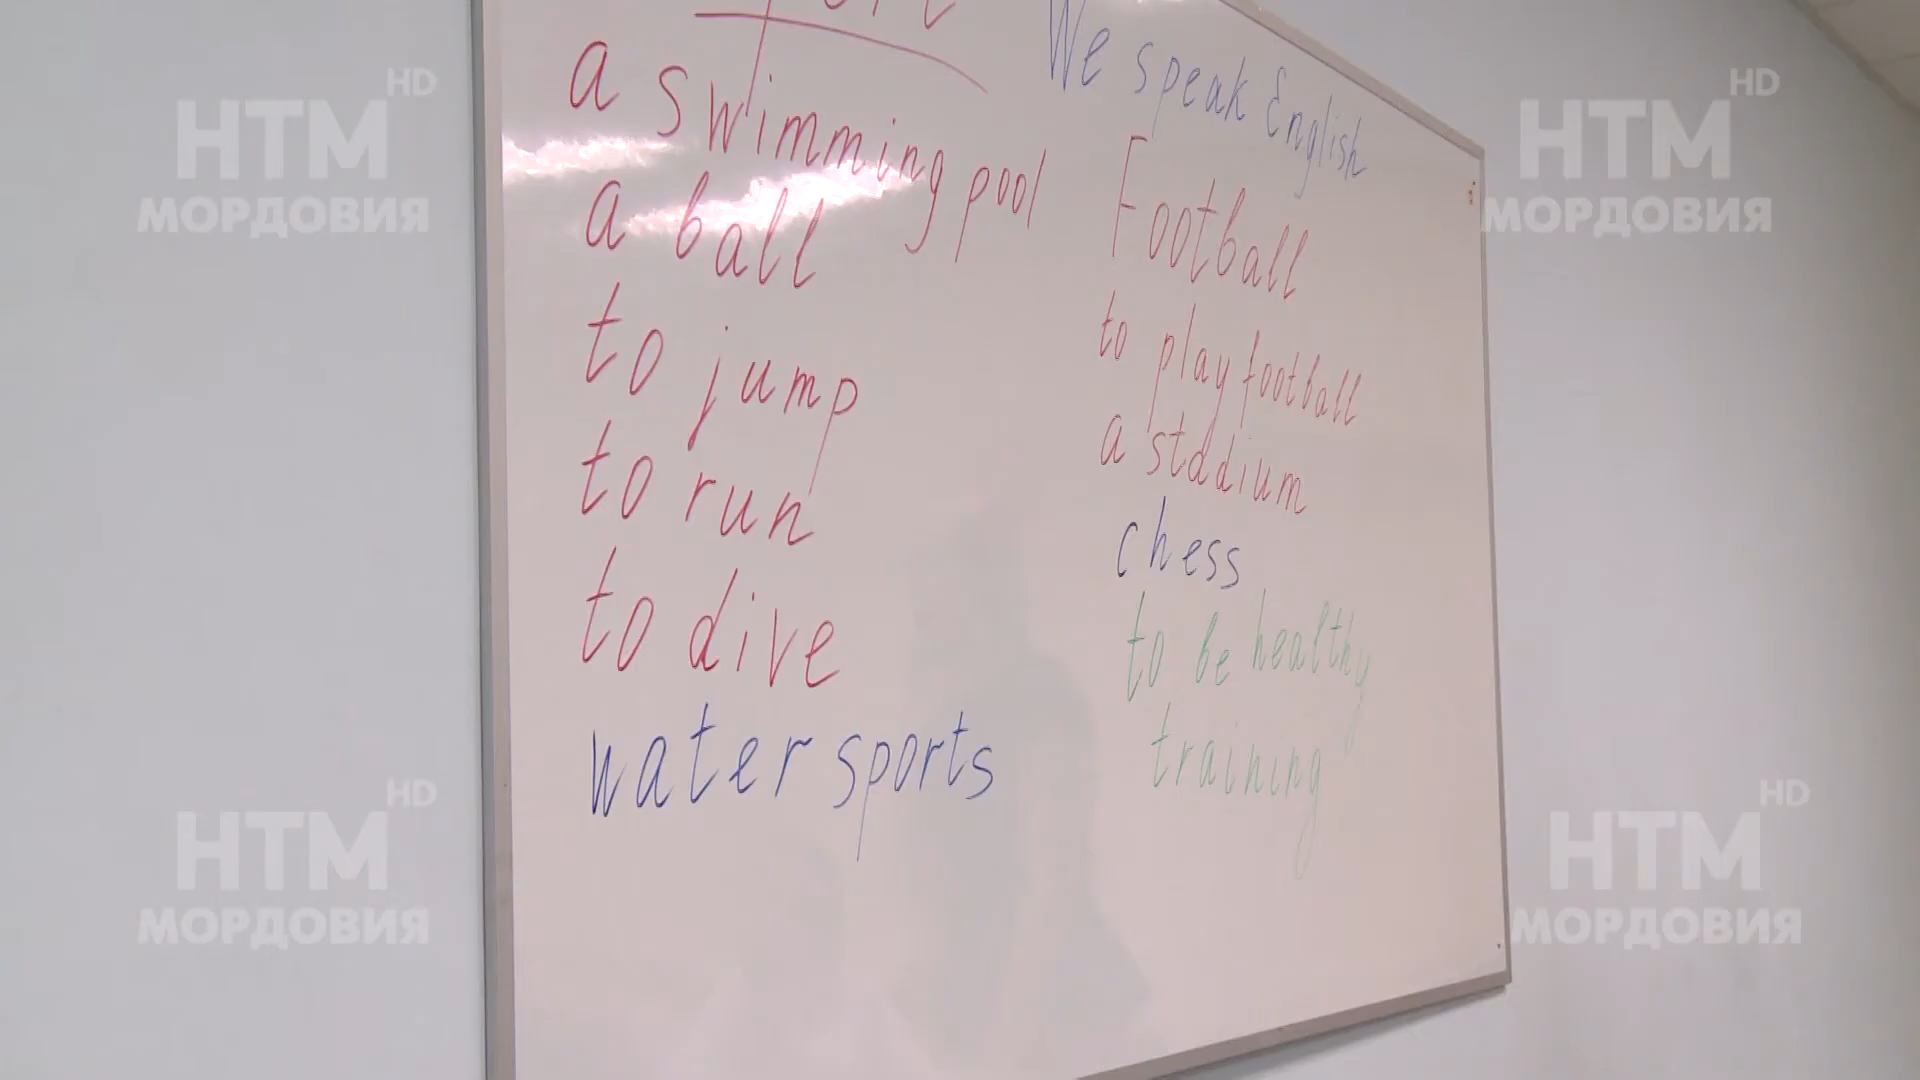 We speak English
a swimming pool
a ball
to jump
to run
to dive
water sports
Football
to play football
a stadium
chess
to be healthy
training
НТМ HD
МОРДОВИЯ
НТМ HD
МОРДОВИЯ
НТМ HD
МОРДОВИЯ
НТМ HD
МОРДОВИЯ